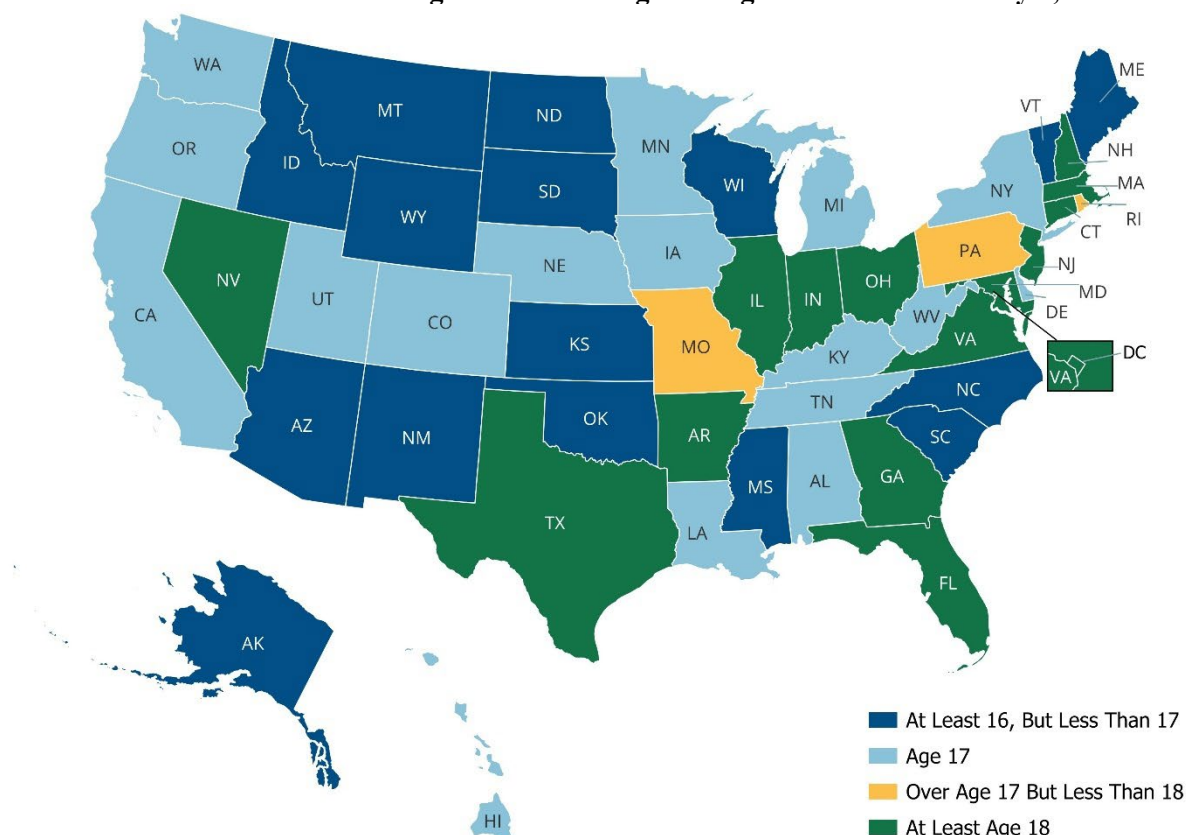 WA
MT
ND
ME
VT
OR
MN
ID
NH
SD
WI
MA
NY
WY
MI
RI
CT
PA
IA
NE
NJ
NV
OH
UT
IL
IN
MD
DE
CA
CO
WV
VA
KS
MO
KY
DC
VA
NC
TN
OK
AZ
NM
AR
SC
AL
GA
MS
TX
LA
FL
AK
At Least 16, But Less Than 17
Age 17
Over Age 17 But Less Than 18
HI
At Least Age 18